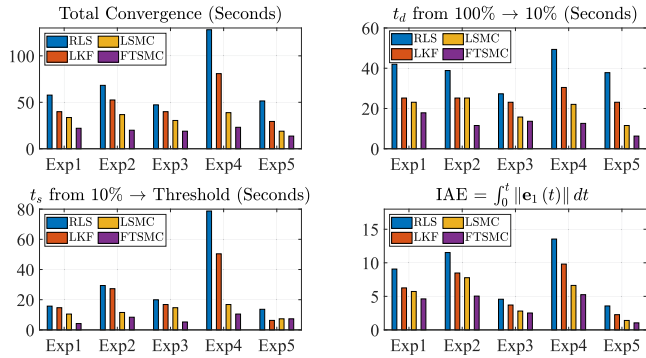 Total Convergence (Seconds)
RLS LSMC
LKF FTSMC
100
50
0
Exp1 Exp2 Exp3 Exp4 Exp5
t_d from 100% → 10% (Seconds)
RLS LSMC
LKF FTSMC
60
40
20
0
Exp1 Exp2 Exp3 Exp4 Exp5
t_s from 10% → Threshold (Seconds)
RLS LSMC
LKF FTSMC
80
60
40
20
0
Exp1 Exp2 Exp3 Exp4 Exp5
IAE = ∫_0^t ‖e_1 (t)‖ dt
RLS LSMC
LKF FTSMC
15
10
5
0
Exp1 Exp2 Exp3 Exp4 Exp5